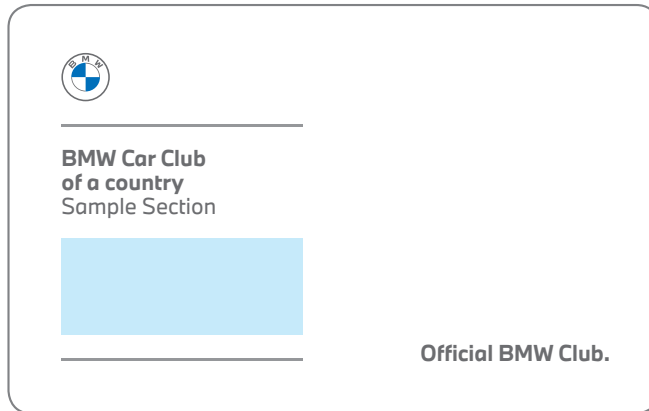 BMW
BMW Car Club
of a country
Sample Section
Official BMW Club.